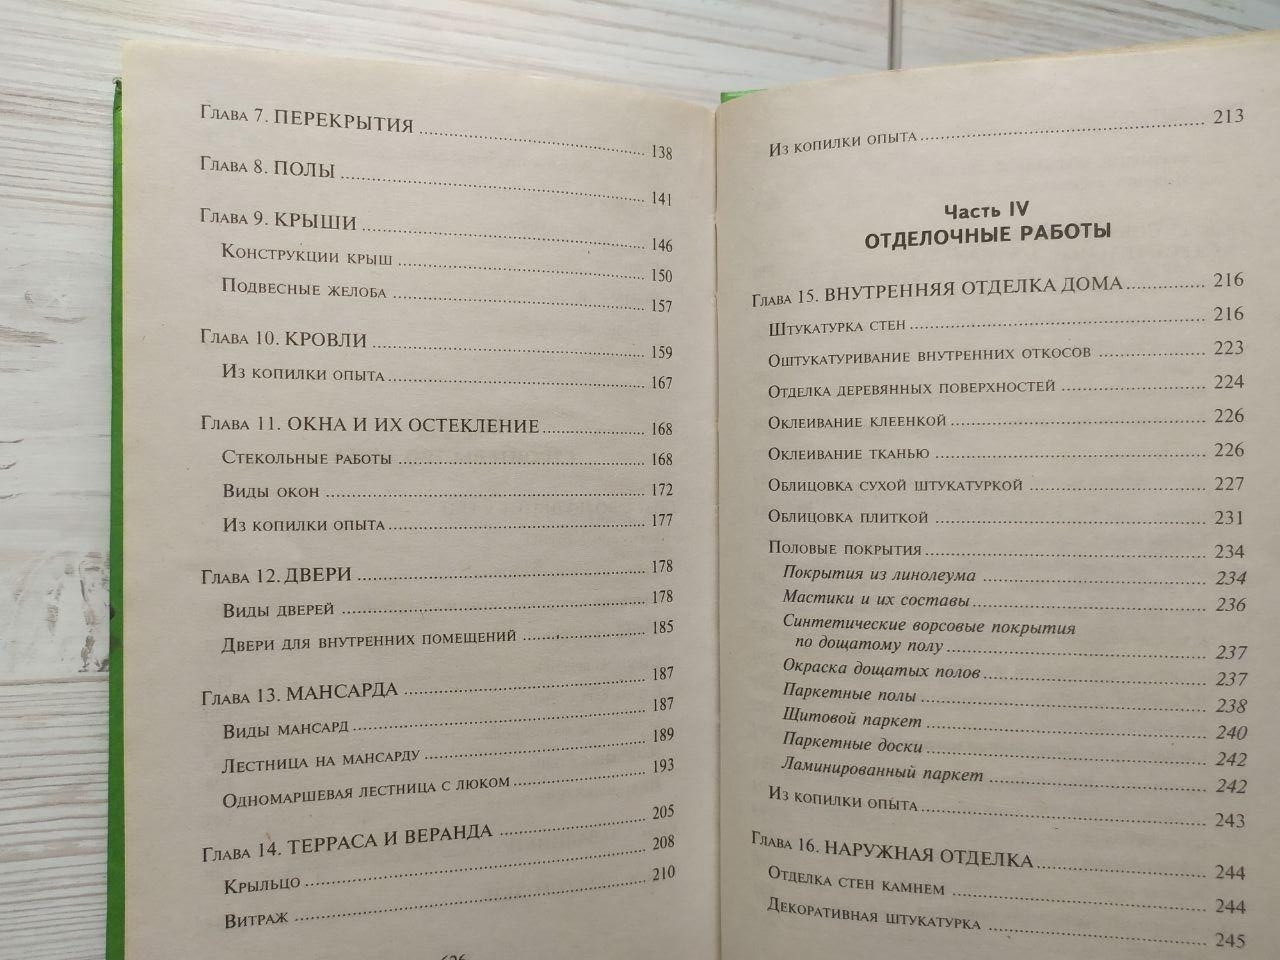 Глава 7. ПЕРЕКРЫТИЯ ........ 138
Глава 8. ПОЛЫ ........ 141
Глава 9. КРЫШИ ........ 146
Конструкции крыш ........ 150
Подвесные желоба ........ 157
Глава 10. КРОВЛИ ........ 159
Из копилки опыта ........ 167
Глава 11. ОКНА И ИХ ОСТЕКЛЕНИЕ ........ 168
Стекольные работы ........ 168
Виды окон ........ 172
Из копилки опыта ........ 177
Глава 12. ДВЕРИ ........ 178
Виды дверей ........ 178
Двери для внутренних помещений ........ 185
Глава 13. МАНСАРДА ........ 187
Виды мансард ........ 187
Лестница на мансарду ........ 189
Одномаршевая лестница с люком ........ 193
Глава 14. ТЕРРАСА И ВЕРАНДА ........ 205
Крыльцо ........ 208
Витраж ........ 210
626
Из копилки опыта ........ 213
Часть IV
ОТДЕЛОЧНЫЕ РАБОТЫ
Глава 15. ВНУТРЕННЯЯ ОТДЕЛКА ДОМА ........ 216
Штукатурка стен ........ 216
Оштукатуривание внутренних откосов ........ 223
Отделка деревянных поверхностей ........ 224
Оклеивание клеенкой ........ 226
Оклеивание тканью ........ 226
Облицовка сухой штукатуркой ........ 227
Облицовка плиткой ........ 231
Половые покрытия ........ 234
Покрытия из линолеума ........ 234
Мастики и их составы ........ 236
Синтетические ворсовые покрытия
по дощатому полу ........ 237
Окраска дощатых полов ........ 237
Паркетные полы ........ 238
Щитовой паркет ........ 240
Паркетные доски ........ 242
Ламинированный паркет ........ 242
Из копилки опыта ........ 243
Глава 16. НАРУЖНАЯ ОТДЕЛКА ........ 244
Отделка стен камнем ........ 244
Декоративная штукатурка ........ 245